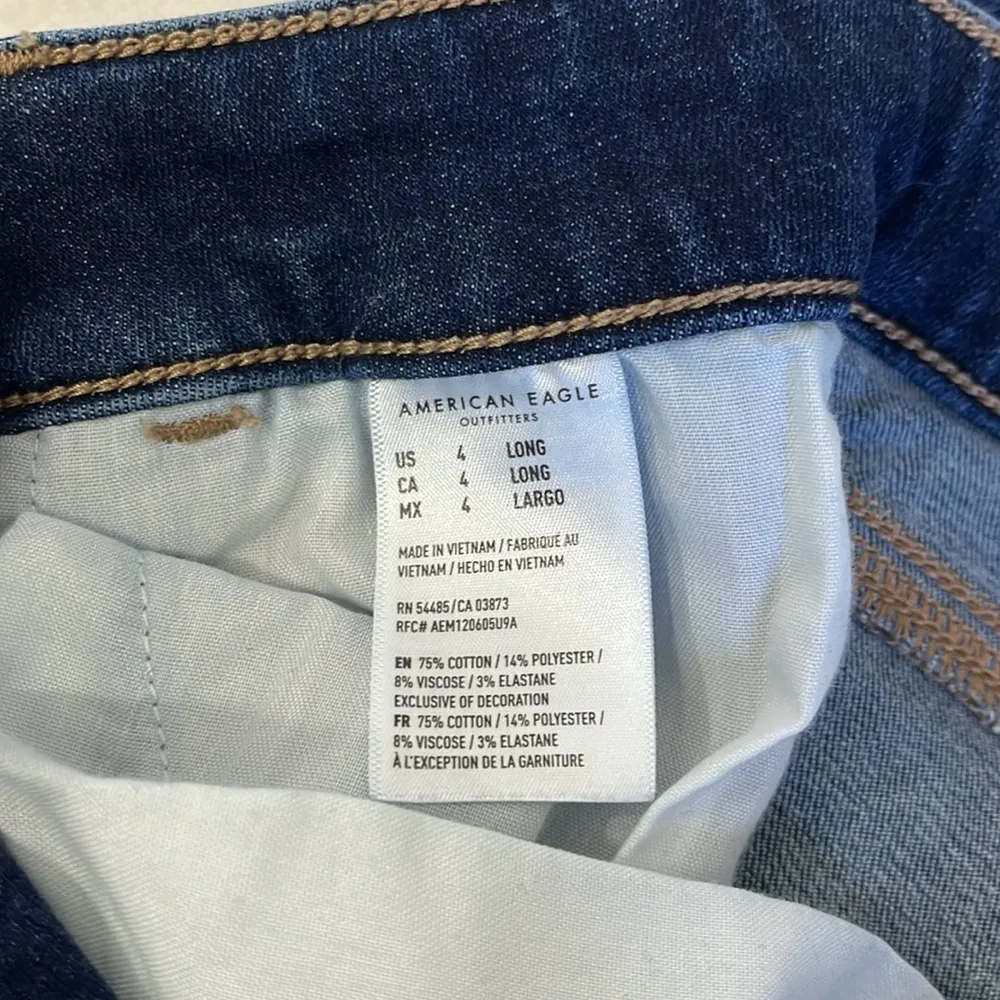 AMERICAN EAGLE
OUTFITTERS
US 4 LONG
CA 4 LONG
MX 4 LARGO
MADE IN VIETNAM / FABRIQUÉ AU
VIETNAM / HECHO EN VIETNAM
RN 54485/CA 03873
RFC# AEM120605U9A
EN 75% COTTON / 14% POLYESTER /
8% VISCOSE / 3% ELASTANE
EXCLUSIVE OF DECORATION
FR 75% COTTON / 14% POLYESTER /
8% VISCOSE / 3% ELASTANE
À L'EXCEPTION DE LA GARNITURE